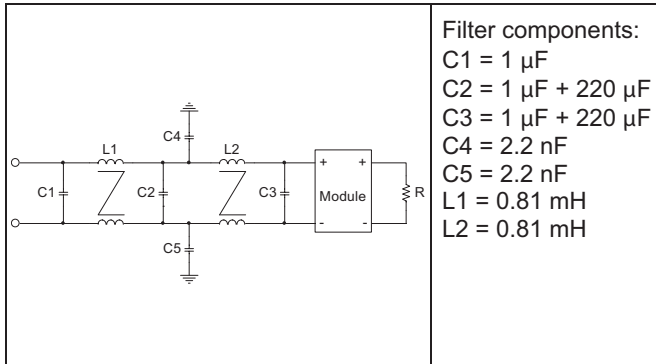 Filter components:
C1 = 1 µF
C2 = 1 µF + 220 µF
C3 = 1 µF + 220 µF
C4 = 2.2 nF
C5 = 2.2 nF
L1 = 0.81 mH
L2 = 0.81 mH
C4
L1
L2
+
+
C1
C2
C3
Module
R
-
-
C5